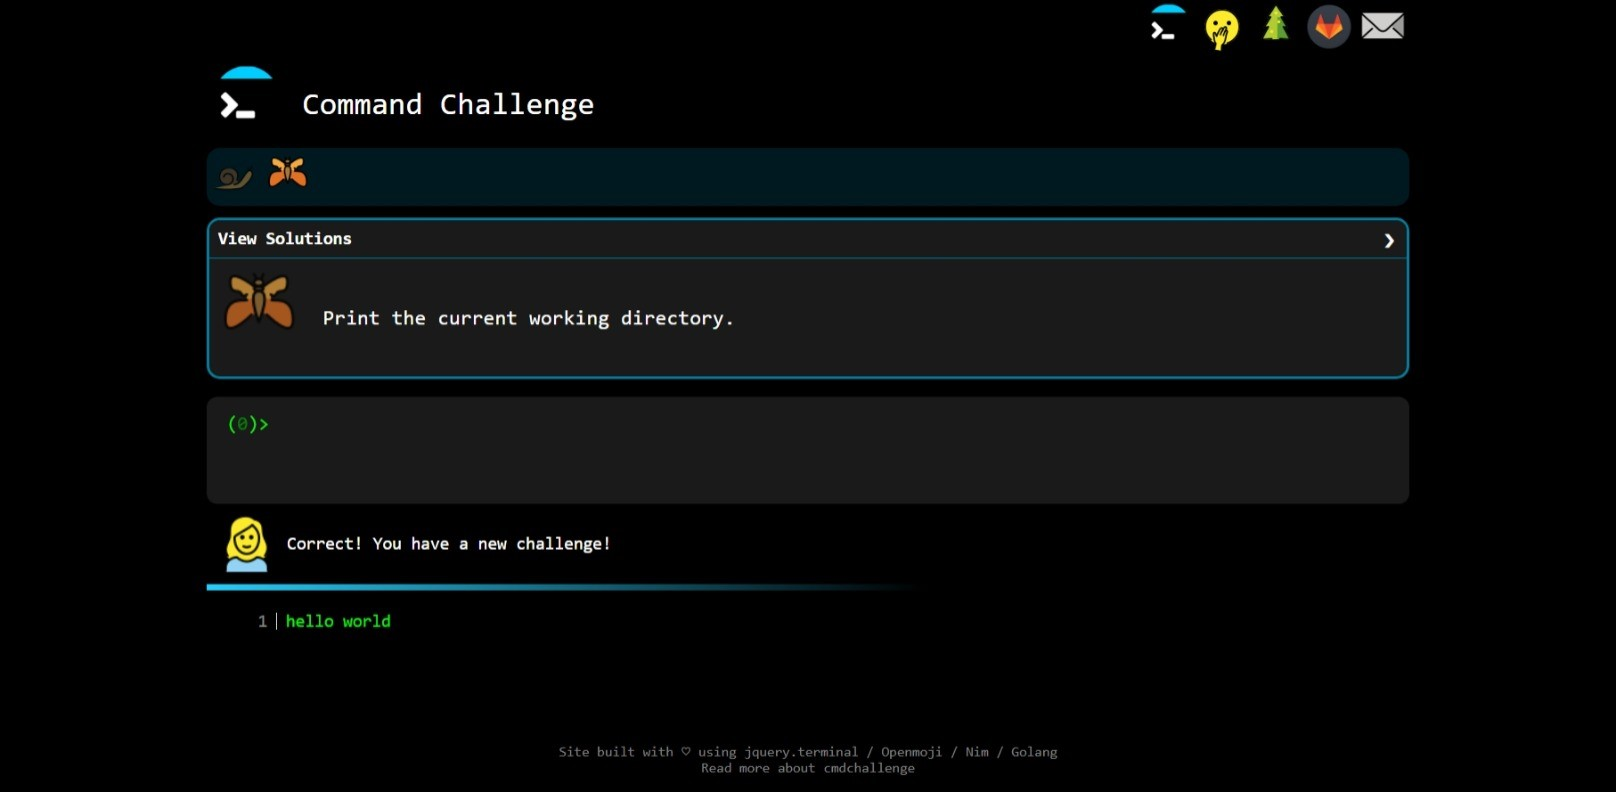 Command Challenge
View Solutions
Print the current working directory.
(0)>
Correct! You have a new challenge!
1 hello world
Site built with ♡ using jquery.terminal / Openmoji / Nim / Golang
Read more about cmdchallenge